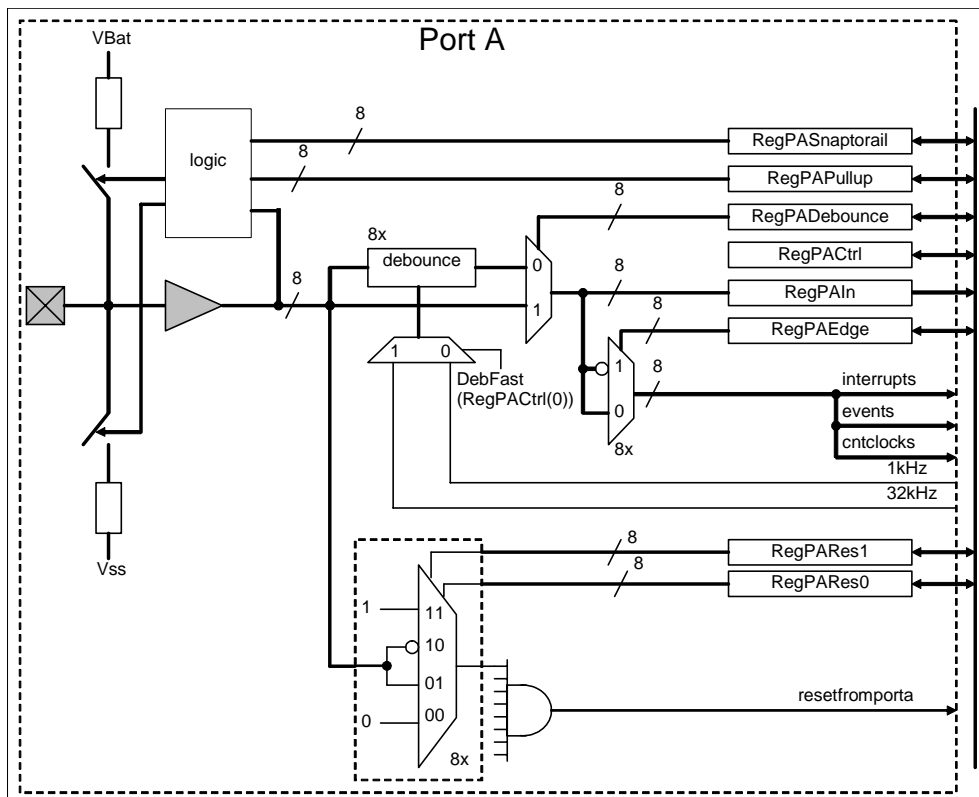 Port A
VBat
8
RegPASnaptorail
logic
8
RegPAPullup
8
RegPADebounce
8x
debounce
0
RegPACtrl
8
8
1
RegPAIn
8
RegPAEdge
1 0
1
8
DebFast
(RegPACtrl(0))
interrupts
0
events
8x
cntclocks
1kHz
32kHz
8
RegPARes1
Vss
8
RegPARes0
1
11
10
01
00
0
resetfromporta
8x